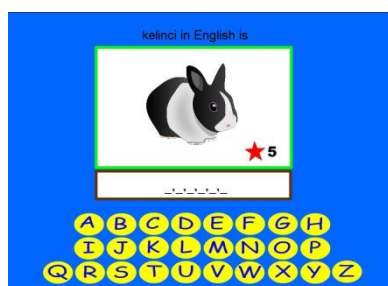 kelinci in English is
5
_,_,_,_,_,_
A B C D E F G H
I J K L M N O P
Q R S T U V W X Y Z